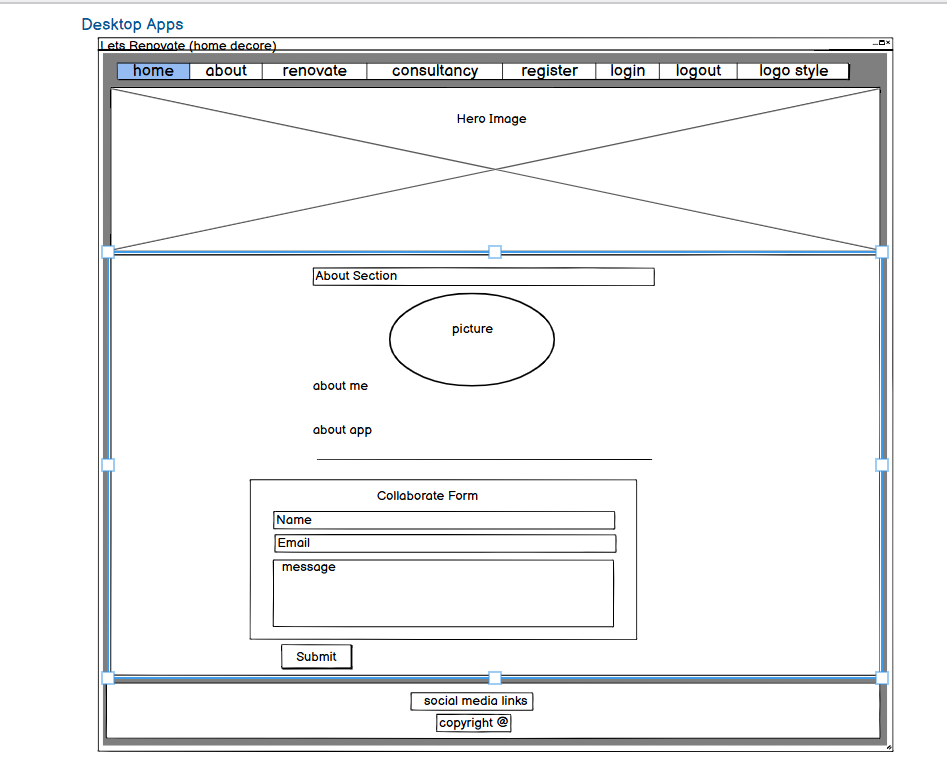 Desktop Apps
Lets Renovate (home decore)
home about renovate consultancy register login logout logo style
Hero Image
About Section
picture
about me
about app
Collaborate Form
Name
Email
message
Submit
social media links
copyright @